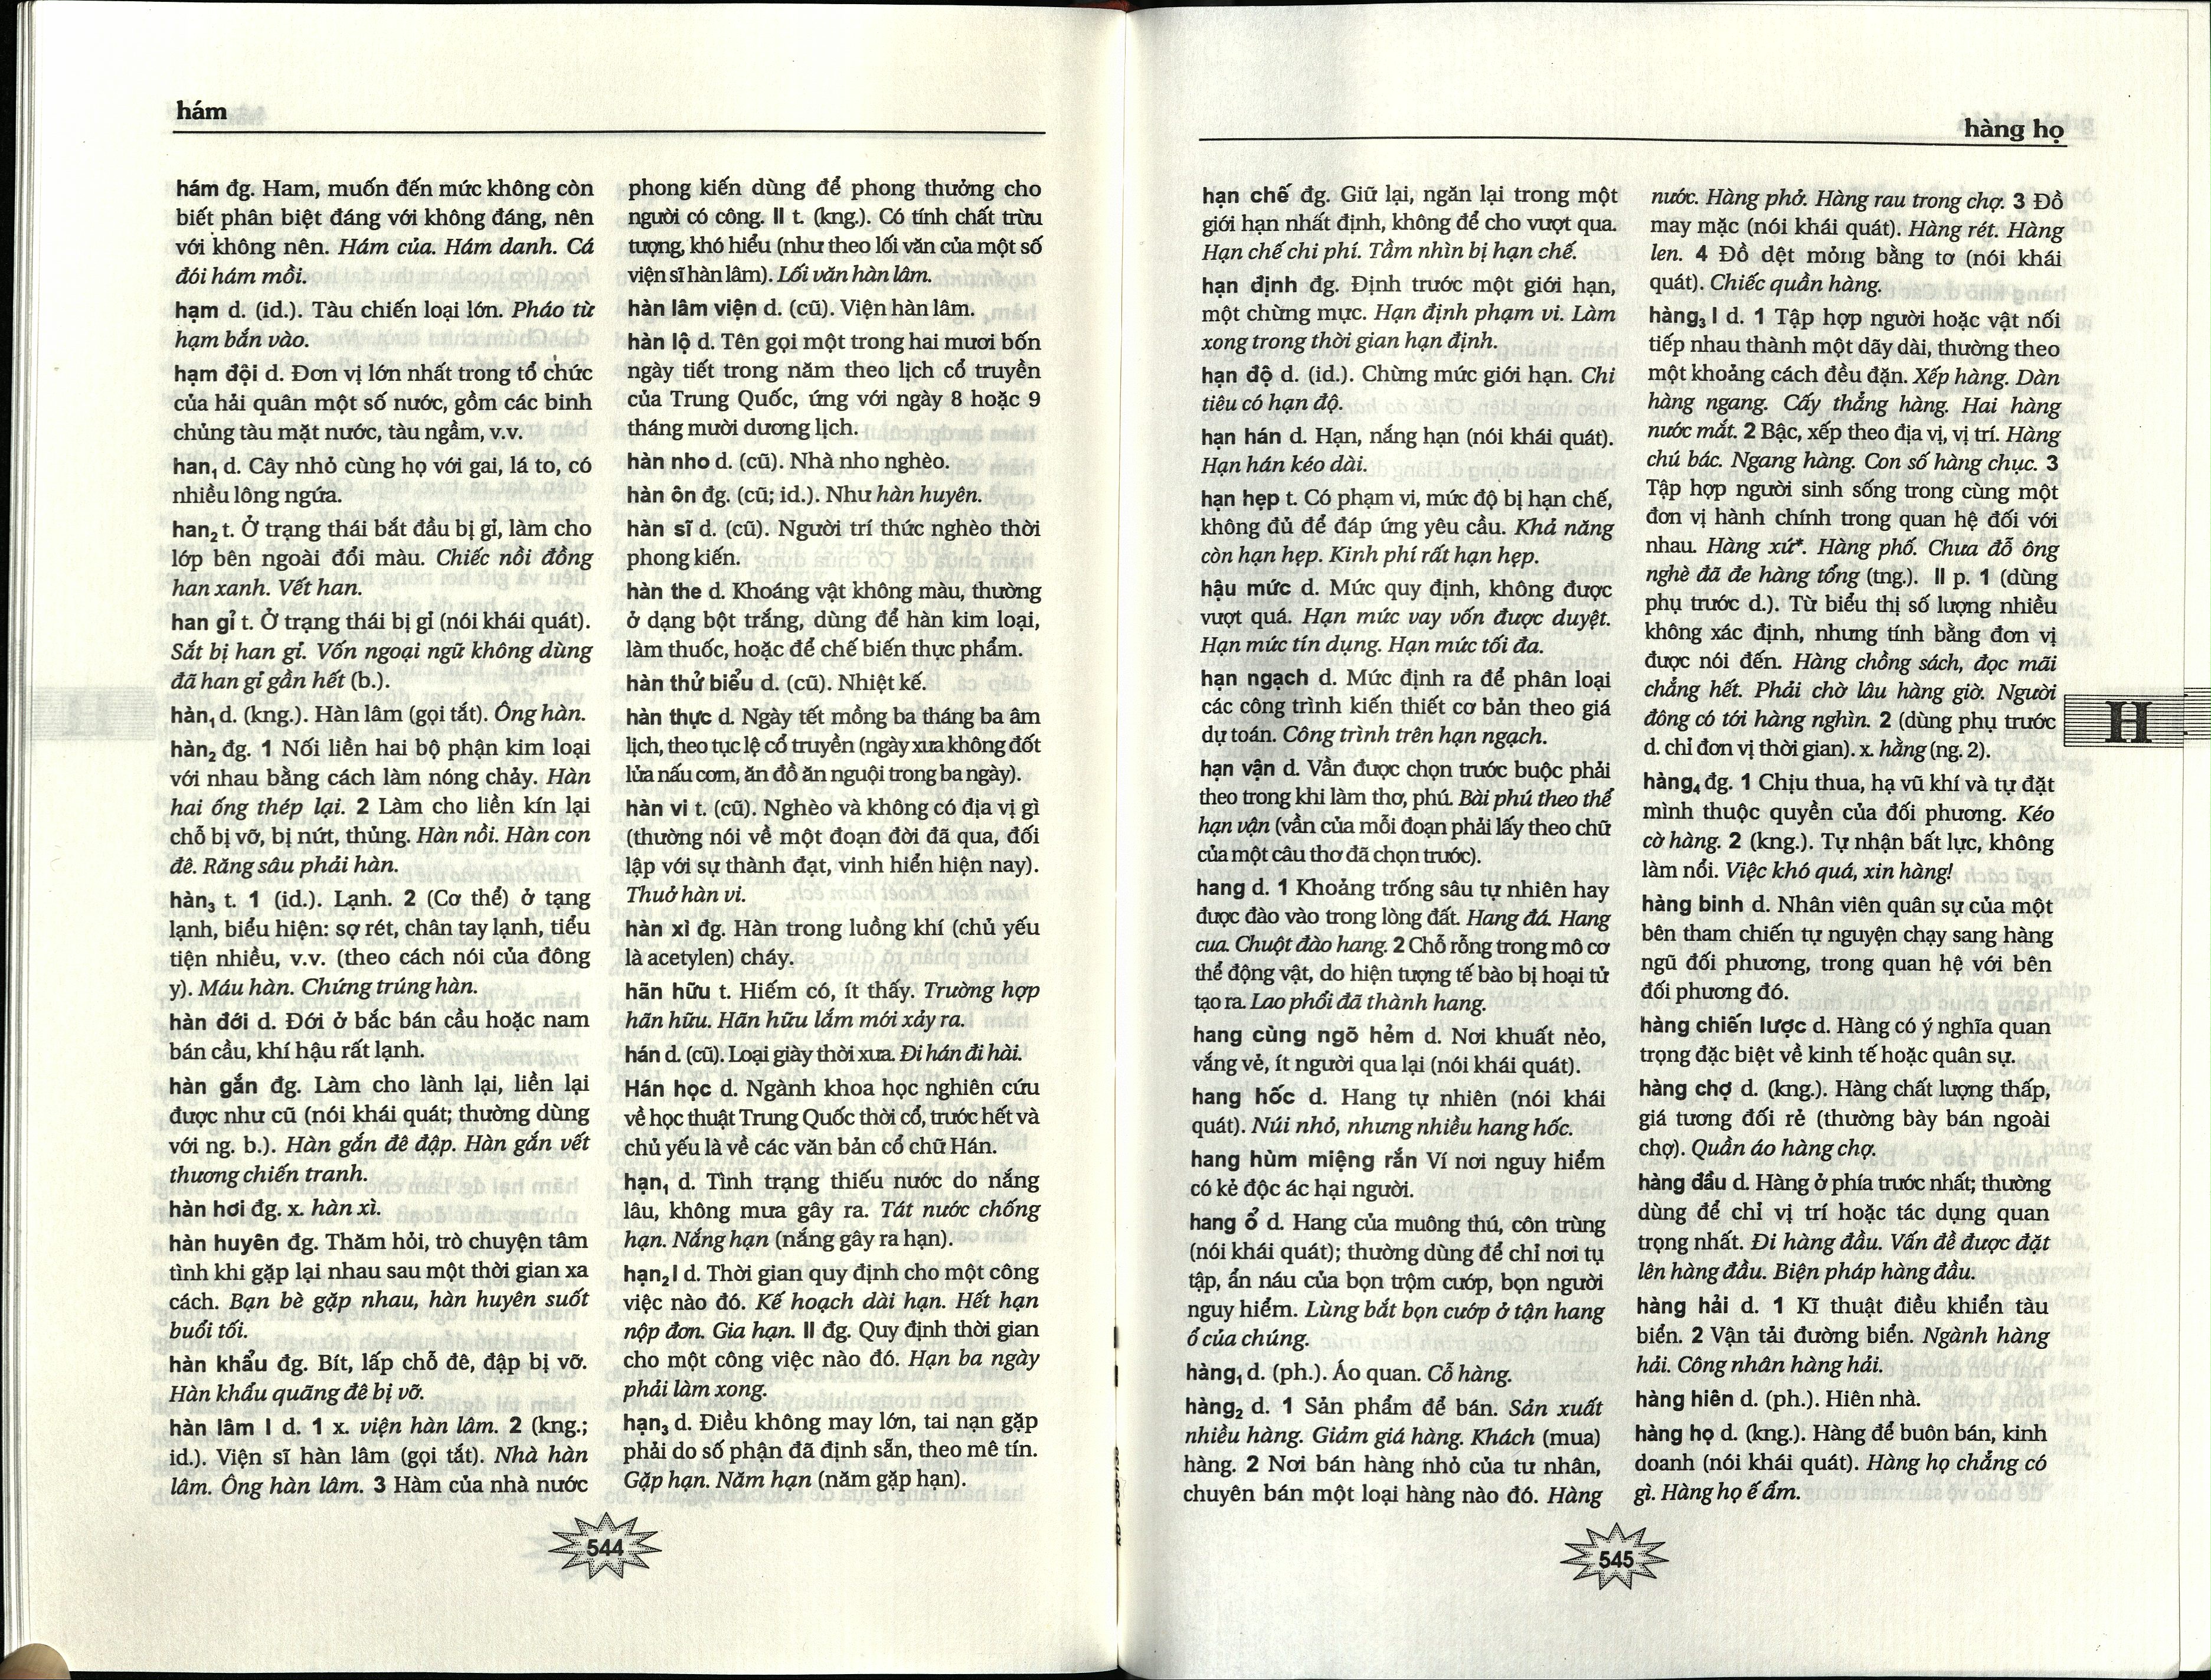 hám
hám đg. Ham, muốn đến mức không còn
biết phân biệt đáng với không đáng, nên
với không nên. Hám của. Hám danh. Cá
đói hám mồi.
hạm d. (id.). Tàu chiến loại lớn. Pháo từ
hạm bắn vào.
hạm đội d. Đơn vị lớn nhất trong tổ chức
của hải quân một số nước, gồm các binh
chủng tàu mặt nước, tàu ngầm, v.v.
han₁ d. Cây nhỏ cùng họ với gai, lá to, có
nhiều lông ngứa.
han₂ t. Ở trạng thái bắt đầu bị gỉ, làm cho
lớp bên ngoài đổi màu. Chiếc nồi đồng
han xanh. Vết han.
han gỉ t. Ở trạng thái bị gỉ (nói khái quát).
Sắt bị han gỉ. Vốn ngoại ngữ không dùng
đã han gỉ gần hết (b.).
hàn₁ d. (kng.). Hàn lâm (gọi tắt). Ông hàn.
hàn₂ đg. 1 Nối liền hai bộ phận kim loại
với nhau bằng cách làm nóng chảy. Hàn
hai ống thép lại. 2 Làm cho liền kín lại
chỗ bị vỡ, bị nứt, thủng. Hàn nồi. Hàn con
đê. Răng sâu phải hàn.
hàn₃ t. 1 (id.). Lạnh. 2 (Cơ thể) ở tạng
lạnh, biểu hiện: sợ rét, chân tay lạnh, tiểu
tiện nhiều, v.v. (theo cách nói của đông
y). Máu hàn. Chứng trúng hàn.
hàn đới d. Đới ở bắc bán cầu hoặc nam
bán cầu, khí hậu rất lạnh.
hàn gắn đg. Làm cho lành lại, liền lại
được như cũ (nói khái quát; thường dùng
với ng. b.). Hàn gắn đê đập. Hàn gắn vết
thương chiến tranh.
hàn hơi đg. x. hàn xì.
hàn huyên đg. Thăm hỏi, trò chuyện tâm
tình khi gặp lại nhau sau một thời gian xa
cách. Bạn bè gặp nhau, hàn huyên suốt
buổi tối.
hàn khẩu đg. Bít, lấp chỗ đê, đập bị vỡ.
Hàn khẩu quãng đê bị vỡ.
hàn lâm I d. 1 x. viện hàn lâm. 2 (kng.;
id.). Viện sĩ hàn lâm (gọi tắt). Nhà hàn
lâm. Ông hàn lâm. 3 Hàm của nhà nước
phong kiến dùng để phong thưởng cho
người có công. II t. (kng.). Có tính chất trừu
tượng, khó hiểu (như theo lối văn của một số
viện sĩ hàn lâm). Lối văn hàn lâm.
hàn lâm viện d. (cũ). Viện hàn lâm.
hàn lộ d. Tên gọi một trong hai mươi bốn
ngày tiết trong năm theo lịch cổ truyền
của Trung Quốc, ứng với ngày 8 hoặc 9
tháng mười dương lịch.
hàn nho d. (cũ). Nhà nho nghèo.
hàn ôn đg. (cũ; id.). Như hàn huyên.
hàn sĩ d. (cũ). Người trí thức nghèo thời
phong kiến.
hàn the d. Khoáng vật không màu, thường
ở dạng bột trắng, dùng để hàn kim loại,
làm thuốc, hoặc để chế biến thực phẩm.
hàn thử biểu d. (cũ). Nhiệt kế.
hàn thực d. Ngày tết mồng ba tháng ba âm
lịch, theo tục lệ cổ truyền (ngày xưa không đốt
lửa nấu cơm, ăn đồ ăn nguội trong ba ngày).
hàn vi t. (cũ). Nghèo và không có địa vị gì
(thường nói về một đoạn đời đã qua, đối
lập với sự thành đạt, vinh hiển hiện nay).
Thuở hàn vi.
hàn xì đg. Hàn trong luồng khí (chủ yếu
là acetylen) cháy.
hãn hữu t. Hiếm có, ít thấy. Trường hợp
hãn hữu. Hãn hữu lắm mới xảy ra.
hán d. (cũ). Loại giày thời xưa. Đi hán đi hài.
Hán học d. Ngành khoa học nghiên cứu
về học thuật Trung Quốc thời cổ, trước hết và
chủ yếu là về các văn bản cổ chữ Hán.
hạn₁ d. Tình trạng thiếu nước do nắng
lâu, không mưa gây ra. Tát nước chống
hạn. Nắng hạn (nắng gây ra hạn).
hạn₂ I d. Thời gian quy định cho một công
việc nào đó. Kế hoạch dài hạn. Hết hạn
nộp đơn. Gia hạn. II đg. Quy định thời gian
cho một công việc nào đó. Hạn ba ngày
phải làm xong.
hạn₃ d. Điều không may lớn, tai nạn gặp
phải do số phận đã định sẵn, theo mê tín.
Gặp hạn. Năm hạn (năm gặp hạn).
544
hàng họ
hạn chế đg. Giữ lại, ngăn lại trong một
giới hạn nhất định, không để cho vượt qua.
Hạn chế chi phí. Tầm nhìn bị hạn chế.
hạn định đg. Định trước một giới hạn,
một chừng mực. Hạn định phạm vi. Làm
xong trong thời gian hạn định.
hạn độ d. (id.). Chừng mức giới hạn. Chi
tiêu có hạn độ.
hạn hán d. Hạn, nắng hạn (nói khái quát).
Hạn hán kéo dài.
hạn hẹp t. Có phạm vi, mức độ bị hạn chế,
không đủ để đáp ứng yêu cầu. Khả năng
còn hạn hẹp. Kinh phí rất hạn hẹp.
hậu mức d. Mức quy định, không được
vượt quá. Hạn mức vay vốn được duyệt.
Hạn mức tín dụng. Hạn mức tối đa.
hạn ngạch d. Mức định ra để phân loại
các công trình kiến thiết cơ bản theo giá
dự toán. Công trình trên hạn ngạch.
hạn vận d. Vần được chọn trước buộc phải
theo trong khi làm thơ, phú. Bài phú theo thể
hạn vận (vần của mỗi đoạn phải lấy theo chữ
của một câu thơ đã chọn trước).
hang d. 1 Khoảng trống sâu tự nhiên hay
được đào vào trong lòng đất. Hang đá. Hang
cua. Chuột đào hang. 2 Chỗ rỗng trong mô cơ
thể động vật, do hiện tượng tế bào bị hoại tử
tạo ra. Lao phổi đã thành hang.
hang cùng ngõ hẻm d. Nơi khuất nẻo,
vắng vẻ, ít người qua lại (nói khái quát).
hang hốc d. Hang tự nhiên (nói khái
quát). Núi nhỏ, nhưng nhiều hang hốc.
hang hùm miệng rắn Ví nơi nguy hiểm
có kẻ độc ác hại người.
hang ổ d. Hang của muông thú, côn trùng
(nói khái quát); thường dùng để chỉ nơi tụ
tập, ẩn náu của bọn trộm cướp, bọn người
nguy hiểm. Lùng bắt bọn cướp ở tận hang
ổ của chúng.
hàng₁ d. (ph.). Áo quan. Cỗ hàng.
hàng₂ d. 1 Sản phẩm để bán. Sản xuất
nhiều hàng. Giảm giá hàng. Khách (mua)
hàng. 2 Nơi bán hàng nhỏ của tư nhân,
chuyên bán một loại hàng nào đó. Hàng
nước. Hàng phở. Hàng rau trong chợ. 3 Đồ
may mặc (nói khái quát). Hàng rét. Hàng
len. 4 Đồ dệt mỏng bằng tơ (nói khái
quát). Chiếc quần hàng.
hàng₃ I d. 1 Tập hợp người hoặc vật nối
tiếp nhau thành một dãy dài, thường theo
một khoảng cách đều đặn. Xếp hàng. Dàn
hàng ngang. Cấy thẳng hàng. Hai hàng
nước mắt. 2 Bậc, xếp theo địa vị, vị trí. Hàng
chú bác. Ngang hàng. Con số hàng chục. 3
Tập hợp người sinh sống trong cùng một
đơn vị hành chính trong quan hệ đối với
nhau. Hàng xứ*. Hàng phố. Chưa đỗ ông
nghè đã đe hàng tổng (tng.). II p. 1 (dùng
phụ trước d.). Từ biểu thị số lượng nhiều
không xác định, nhưng tính bằng đơn vị
được nói đến. Hàng chồng sách, đọc mãi
chẳng hết. Phải chờ lâu hàng giờ. Người
đông có tới hàng nghìn. 2 (dùng phụ trước
d. chỉ đơn vị thời gian). x. hằng (ng. 2).
hàng₄ đg. 1 Chịu thua, hạ vũ khí và tự đặt
mình thuộc quyền của đối phương. Kéo
cờ hàng. 2 (kng.). Tự nhận bất lực, không
làm nổi. Việc khó quá, xin hàng!
hàng binh d. Nhân viên quân sự của một
bên tham chiến tự nguyện chạy sang hàng
ngũ đối phương, trong quan hệ với bên
đối phương đó.
hàng chiến lược d. Hàng có ý nghĩa quan
trọng đặc biệt về kinh tế hoặc quân sự.
hàng chợ d. (kng.). Hàng chất lượng thấp,
giá tương đối rẻ (thường bày bán ngoài
chợ). Quần áo hàng chợ.
hàng đầu d. Hàng ở phía trước nhất; thường
dùng để chỉ vị trí hoặc tác dụng quan
trọng nhất. Đi hàng đầu. Vấn đề được đặt
lên hàng đầu. Biện pháp hàng đầu.
hàng hải d. 1 Kĩ thuật điều khiển tàu
biển. 2 Vận tải đường biển. Ngành hàng
hải. Công nhân hàng hải.
hàng hiên d. (ph.). Hiên nhà.
hàng họ d. (kng.). Hàng để buôn bán, kinh
doanh (nói khái quát). Hàng họ chẳng có
gì. Hàng họ ế ẩm.
H
545